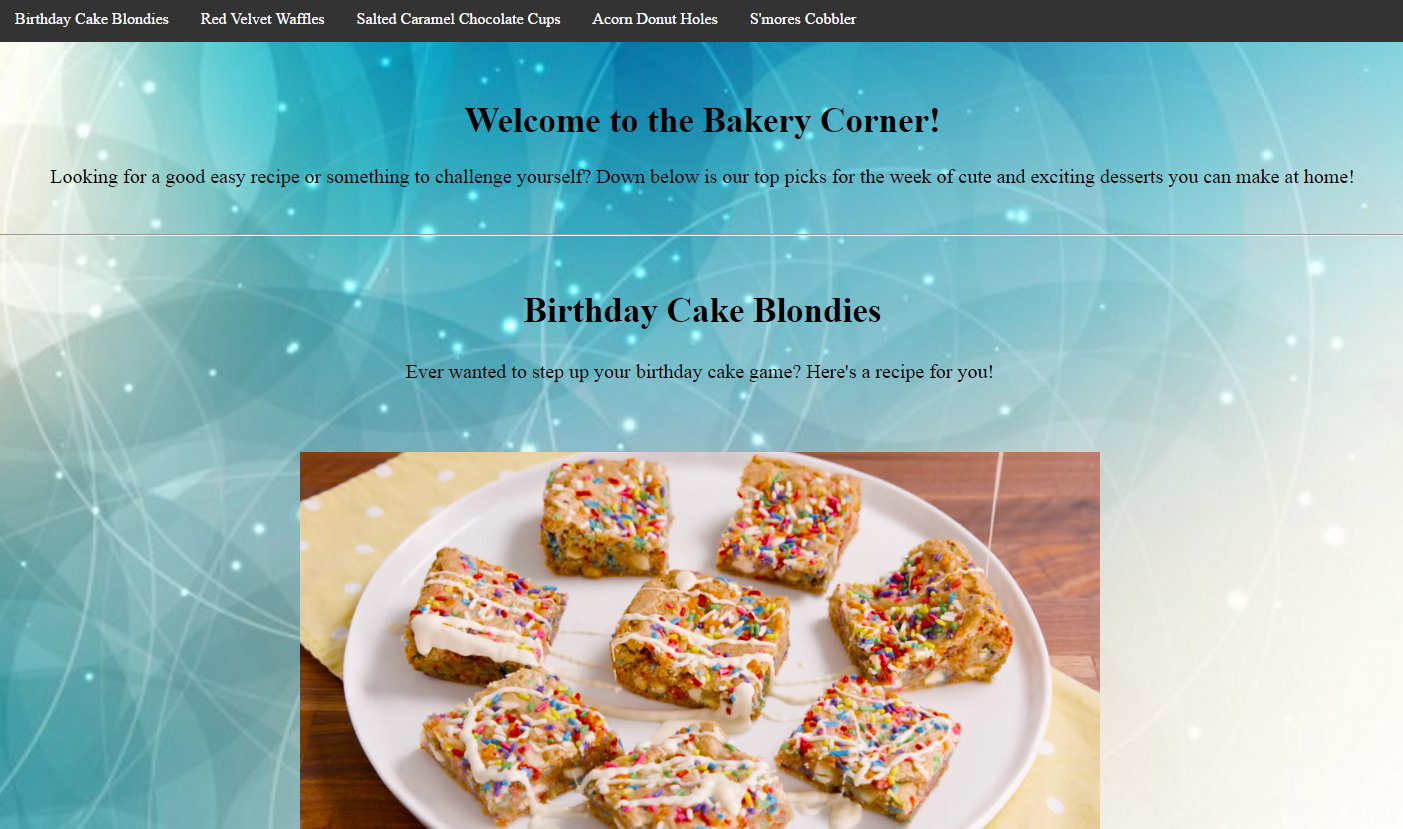 Birthday Cake Blondies Red Velvet Waffles Salted Caramel Chocolate Cups Acorn Donut Holes S'mores Cobbler
Welcome to the Bakery Corner!
Looking for a good easy recipe or something to challenge yourself? Down below is our top picks for the week of cute and exciting desserts you can make at home!
Birthday Cake Blondies
Ever wanted to step up your birthday cake game? Here's a recipe for you!